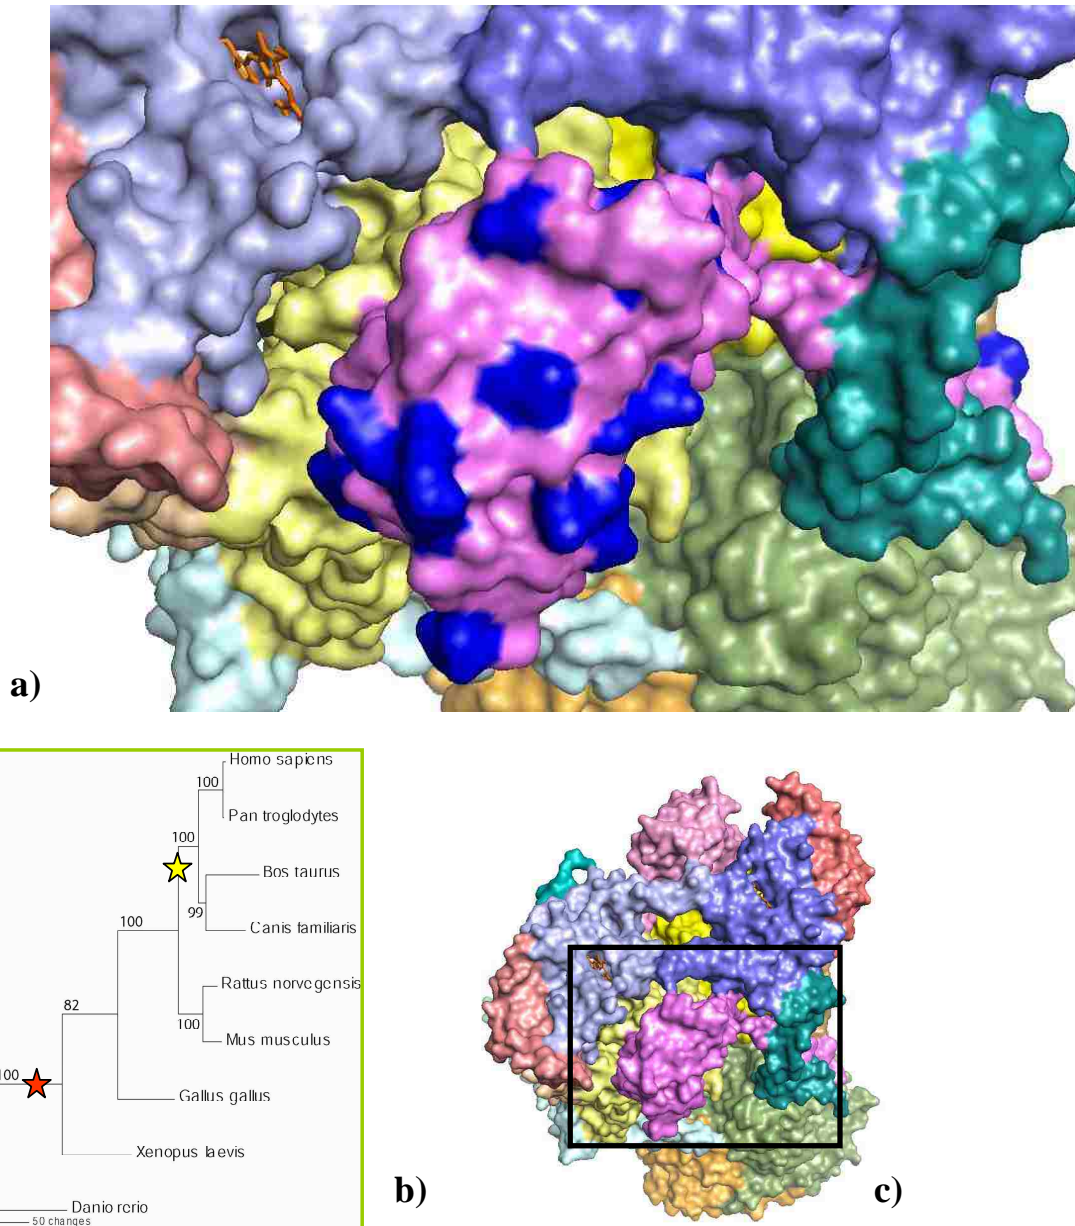 a)
Homo sapiens
100
Pan troglodytes
100
Bos taurus
99
Canis familiaris
100
Rattus norvegensis
82
100
Mus musculus
100
Gallus gallus
Xenopus laevis
b)
c)
Danio rerio
50 changes